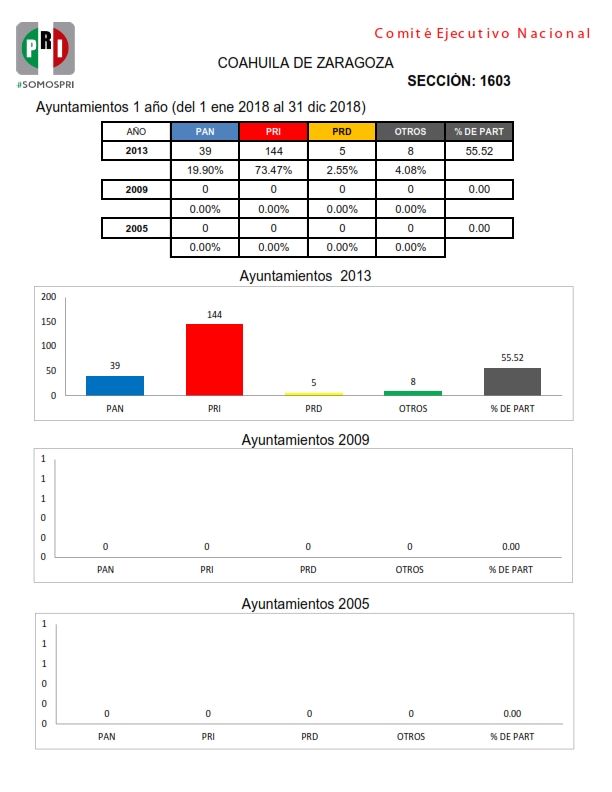 Comité Ejecutivo Nacional
PRI
#SOMOSPRI
COAHUILA DE ZARAGOZA
SECCIÓN: 1603
Ayuntamientos 1 año (del 1 ene 2018 al 31 dic 2018)
AÑO PAN PRI PRD OTROS % DE PART
2013 39 144 5 8 55.52
19.90% 73.47% 2.55% 4.08%
2009 0 0 0 0 0.00
0.00% 0.00% 0.00% 0.00%
2005 0 0 0 0 0.00
0.00% 0.00% 0.00% 0.00%
Ayuntamientos 2013
200
150
100
50
0
39 144 5 8 55.52
PAN PRI PRD OTROS % DE PART
Ayuntamientos 2009
1
1
1
0
0
0
0 0 0 0 0.00
PAN PRI PRD OTROS % DE PART
Ayuntamientos 2005
1
1
1
0
0
0
0 0 0 0 0.00
PAN PRI PRD OTROS % DE PART